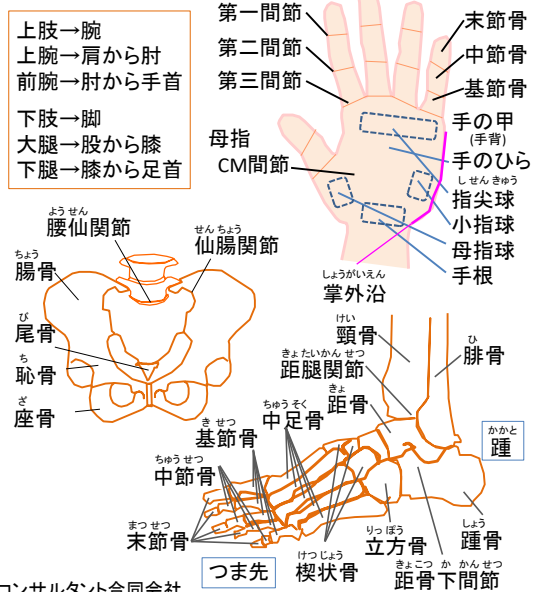 上肢→腕
上腕→肩から肘
前腕→肘から手首
下肢→脚
大腿→股から膝
下腿→膝から足首
第一間節
第二間節
第三間節
母指
CM間節
末節骨
中節骨
基節骨
手の甲
(手背)
手のひら
しせんきゅう
指尖球
小指球
母指球
手根
しょうがいえん
掌外沿
ようせん
腰仙関節
せんちょう
仙腸関節
ちょう
腸骨
び
尾骨
ち
恥骨
ざ
座骨
けい
頸骨
ひ
腓骨
きょたいかんせつ
距腿関節
きょ
距骨
かかと
踵
ちゅうそく
中足骨
きせつ
基節骨
ちゅうせつ
中節骨
まつせつ
末節骨
つま先
けつじょう
楔状骨
りっぽう
立方骨
しょう
踵骨
きょこつかかんせつ
距骨下間節
コンサルタント合同会社